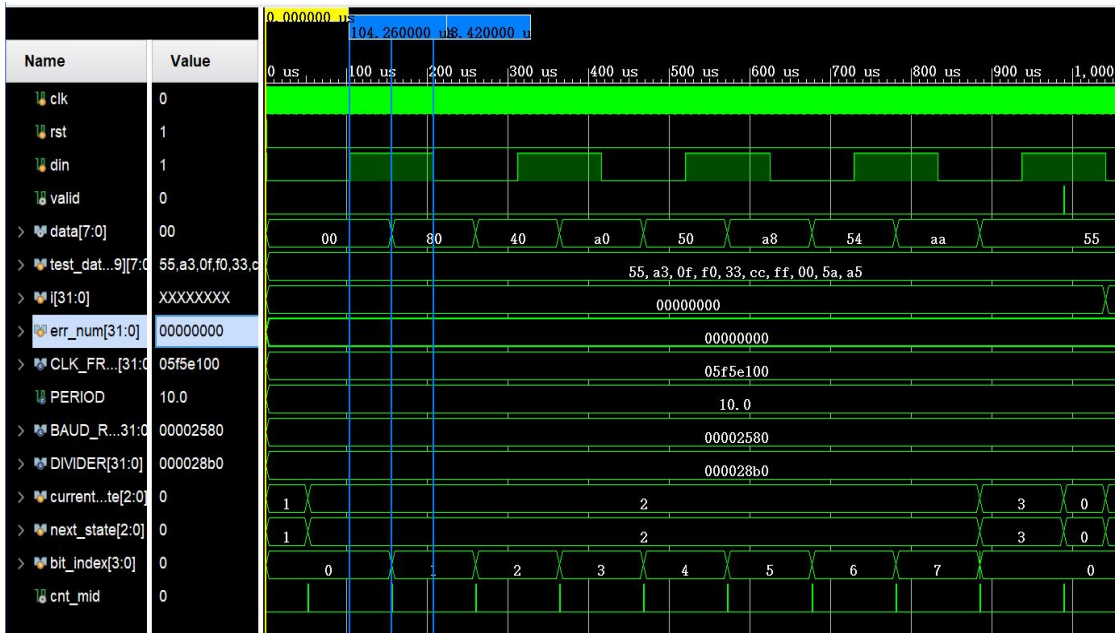 0.000000 us
104.260000 us
8.420000 u
Name Value
0 us 100 us 200 us 300 us 400 us 500 us 600 us 700 us 800 us 900 us 1,000
clk 0
rst 1
din 1
valid 0
data[7:0] 00 00 80 40 a0 50 a8 54 aa 55
test_dat...9][7:0 55,a3,0f,f0,33,c 55,a3,0f,f0,33,cc,ff,00,5a,a5
i[31:0] XXXXXXXX 00000000
err_num[31:0] 00000000 00000000
CLK_FR...[31:0 05f5e100 05f5e100
PERIOD 10.0 10.0
BAUD_R...31:0 00002580 00002580
DIVIDER[31:0] 000028b0 000028b0
current...te[2:0] 0 1 2 3 0
next_state[2:0] 0 1 2 3 0
bit_index[3:0] 0 0 1 2 3 4 5 6 7 0
cnt_mid 0